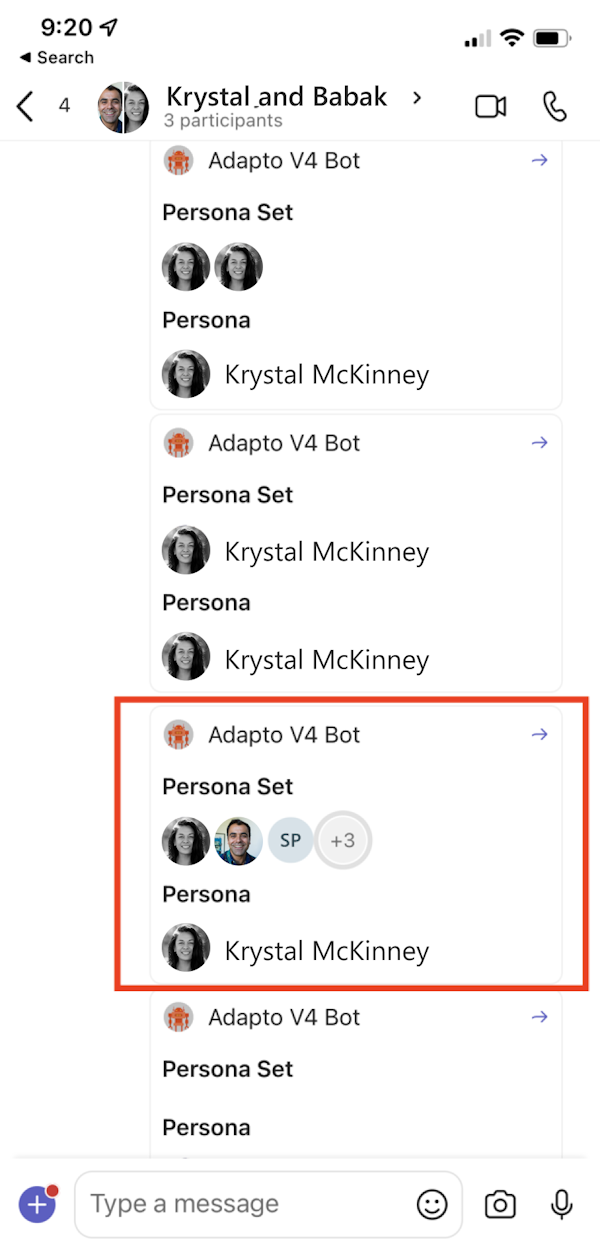 9:20
◀ Search
4
Krystal and Babak
3 participants
Adapto V4 Bot
Persona Set
Persona
Krystal McKinney
Adapto V4 Bot
Persona Set
Krystal McKinney
Persona
Krystal McKinney
Adapto V4 Bot
Persona Set
SP +3
Persona
Krystal McKinney
Adapto V4 Bot
Persona Set
Persona
Type a message